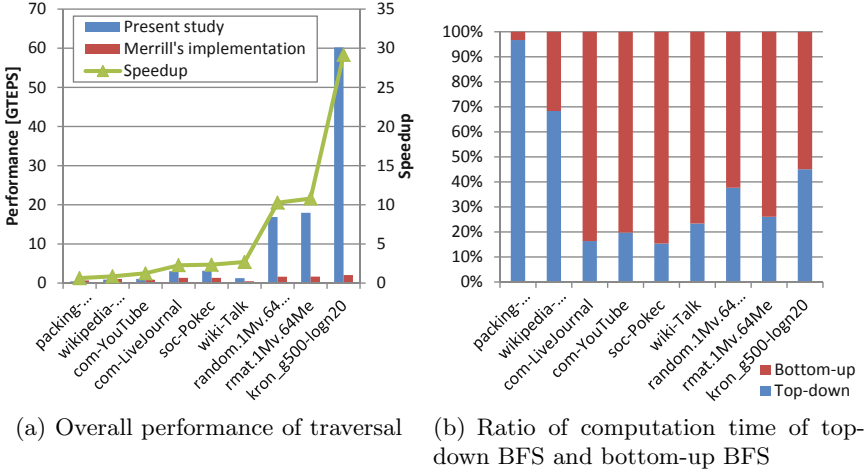 70
60
50
40
30
20
10
0
Performance [GTEPS]
Present study
Merrill's implementation
Speedup
35
30
25
20
15
10
5
0
Speedup
packing-...
wikipedia-...
com-YouTube
com-LiveJournal
soc-Pokec
wiki-Talk
random.1Mv.64...
rmat.1Mv.64Me
kron_g500-logn20
(a) Overall performance of traversal
100%
90%
80%
70%
60%
50%
40%
30%
20%
10%
0%
packing-...
wikipedia-...
com-LiveJournal
com-YouTube
soc-Pokec
wiki-Talk
random.1Mv.64...
rmat.1Mv.64Me
kron_g500-logn20
Bottom-up
Top-down
(b) Ratio of computation time of top-
down BFS and bottom-up BFS